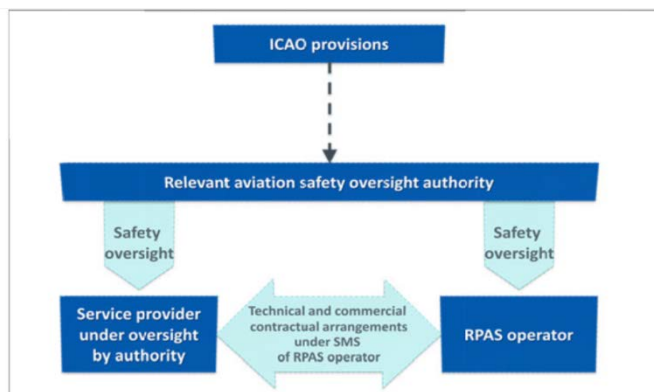 ICAO provisions
Relevant aviation safety oversight authority
Safety
oversight
Safety
oversight
Service provider
under oversight
by authority
Technical and commercial
contractual arrangements
under SMS
of RPAS operator
RPAS operator